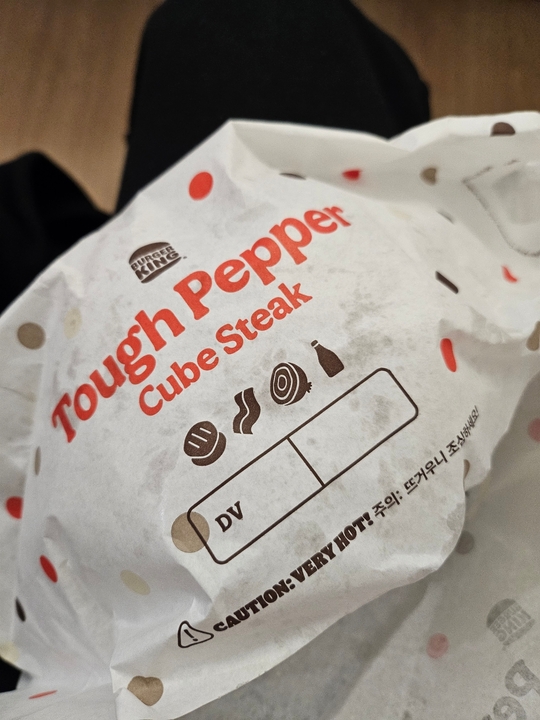 BURGER
KING
Tough Pepper
Cube Steak
DV
CAUTION: VERY HOT! 주의: 뜨거우니 조심하세요!